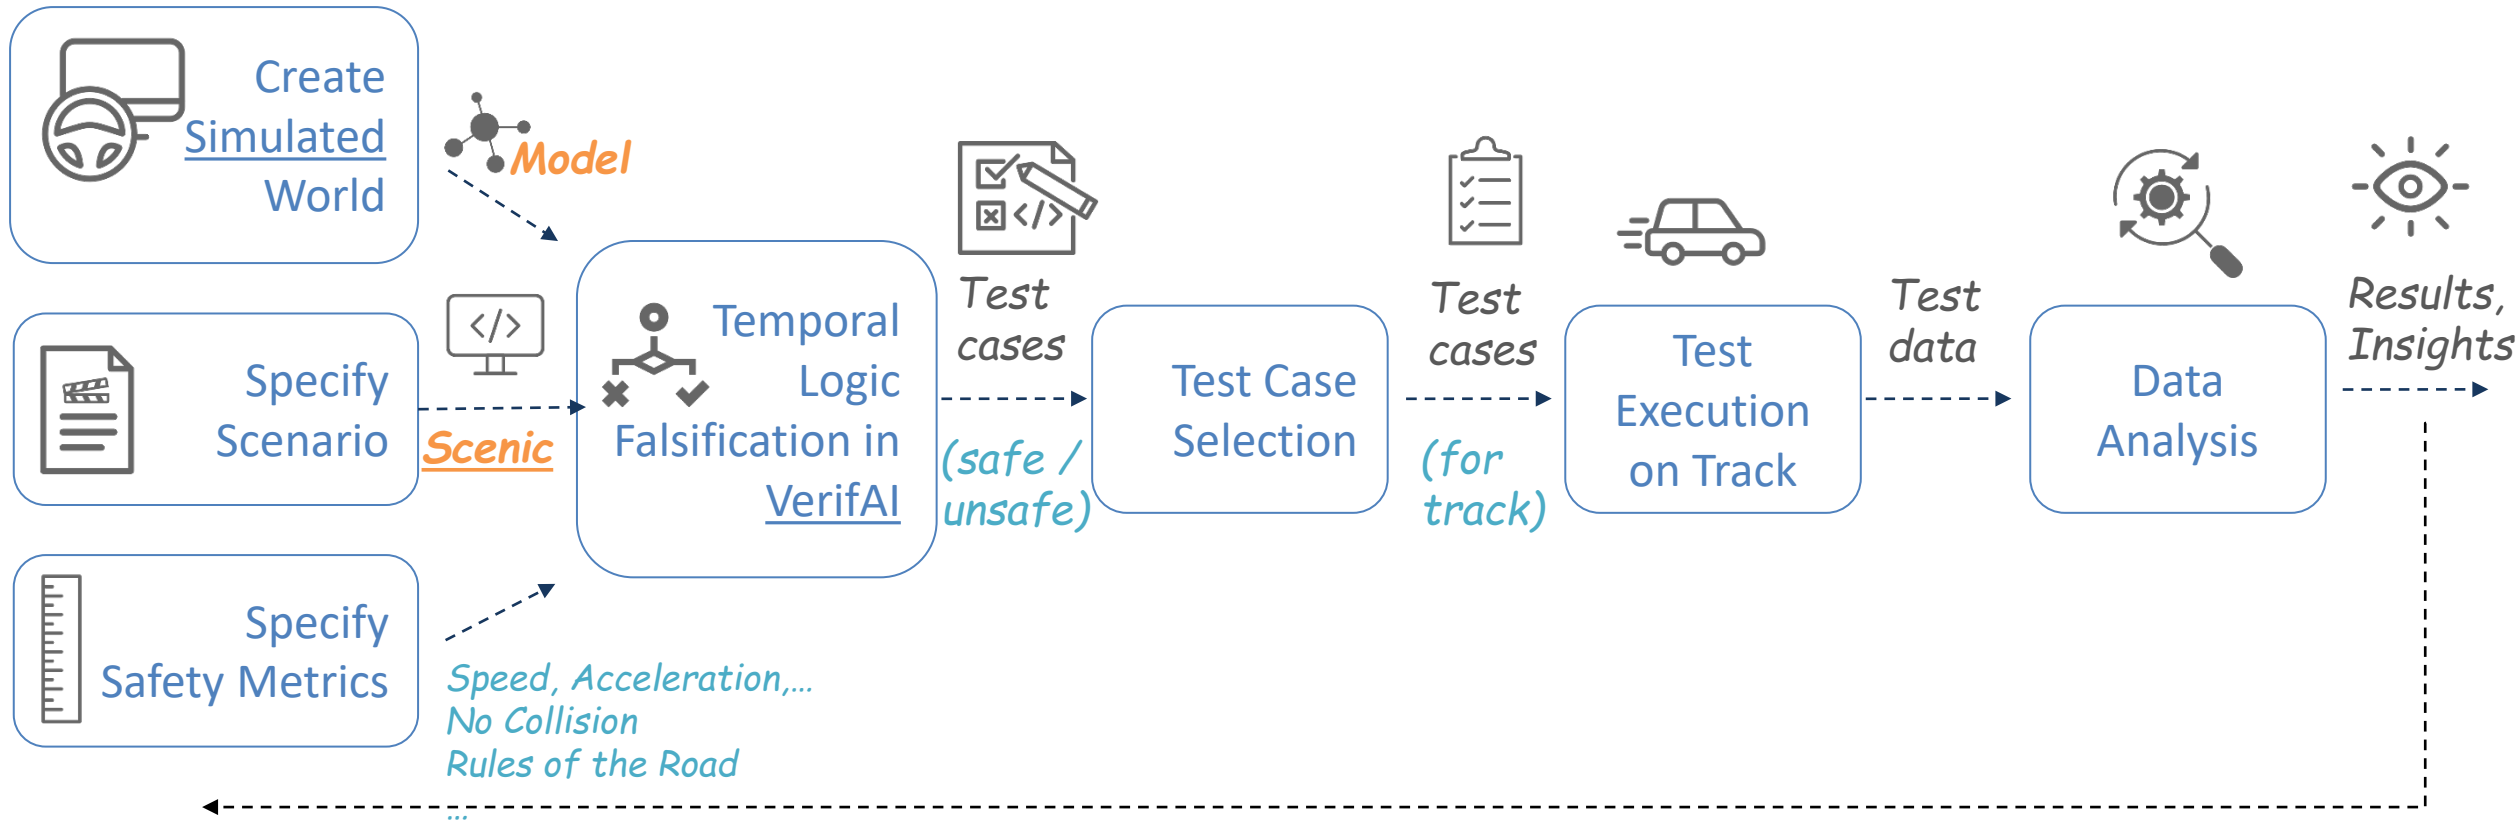 Create
Simulated
World
Model
Specify
Scenario
</>
Scenic
Specify
Safety Metrics
Speed, Acceleration,...
No Collision
Rules of the Road
...
Temporal
Logic
Falsification in
VerifAI
</>
Test
cases
(safe /
unsafe)
Test Case
Selection
Test
cases
(for
track)
Test
Execution
on Track
Test
data
Data
Analysis
Results,
Insights